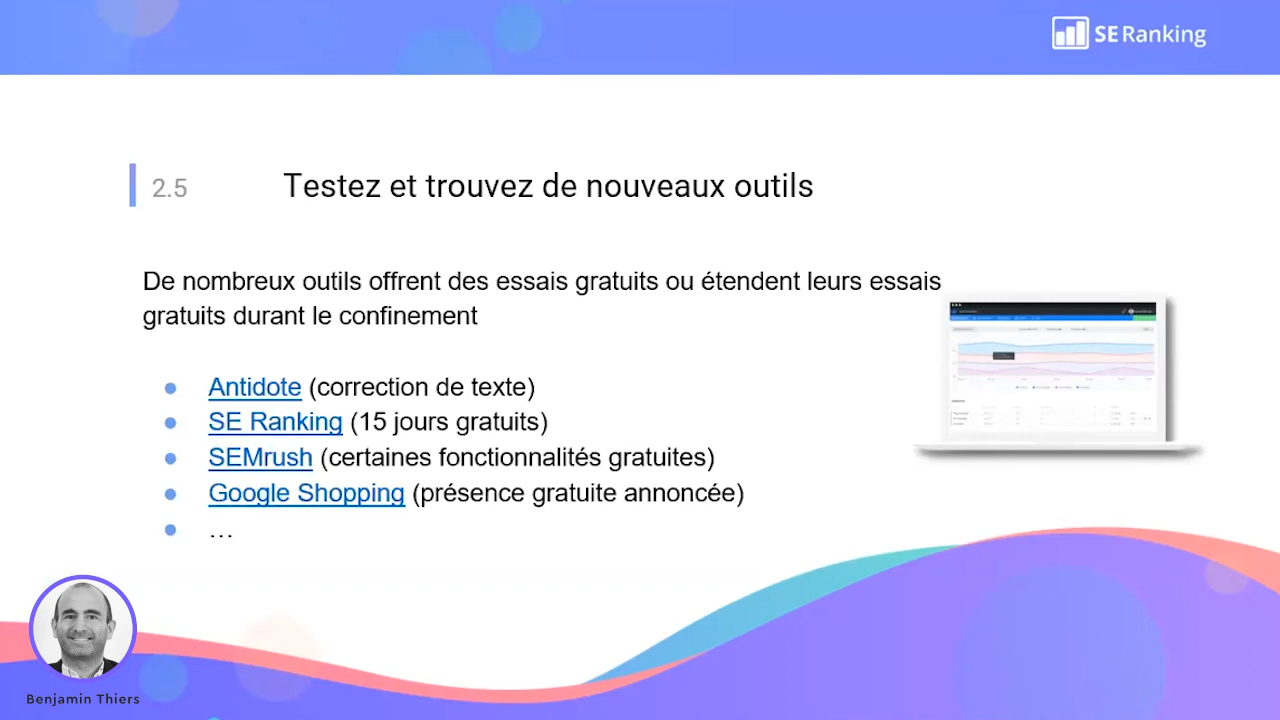 SE Ranking
2.5
Testez et trouvez de nouveaux outils
De nombreux outils offrent des essais gratuits ou étendent leurs essais
gratuits durant le confinement
Antidote (correction de texte)
SE Ranking (15 jours gratuits)
SEMrush (certaines fonctionnalités gratuites)
Google Shopping (présence gratuite annoncée)
…
Benjamin Thiers